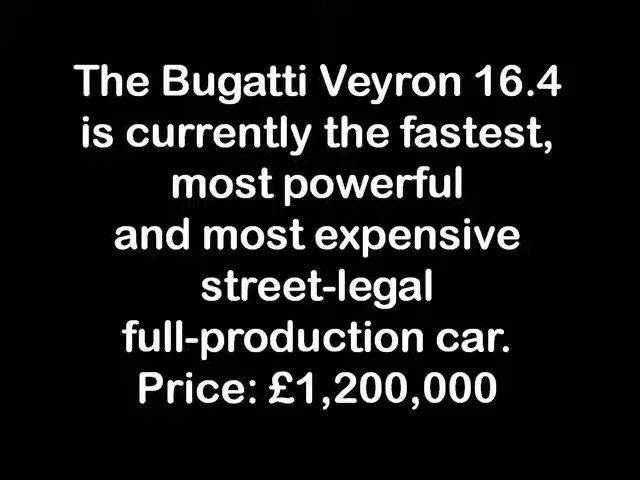 The Bugatti Veyron 16.4
is currently the fastest,
most powerful
and most expensive
street-legal
full-production car.
Price: £1,200,000